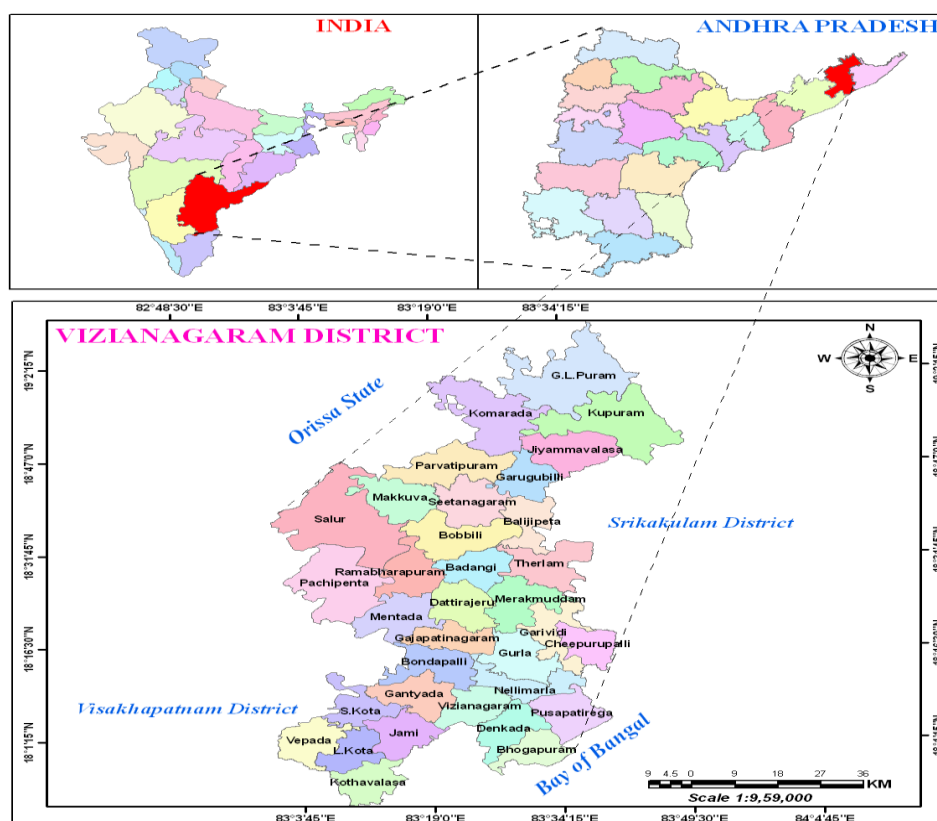 INDIA
ANDHRA PRADESH
82°48'30"E
83°3'45"E
83°19'0"E
83°34'15"E
VIZIANAGARAM DISTRICT
N
W
E
S
19°2'15"N
18°47'0"N
18°31'45"N
18°16'30"N
18°1'15"N
Orissa State
G.L.Puram
Komarada
Kupuram
Jiyammavalasa
Parvatipuram
Garugubilli
Makkuva
Seetanagaram
Salur
Balijipeta
Srikakulam District
Bobbili
Ramabharapuram
Badangi
Therlam
Pachipenta
Dattirajeru
Merakmuddam
Mentada
Gajapatinagaram
Garividi
Cheepurupalli
Gurla
Bondapalli
Gantyada
Nellimarla
Visakhapatnam District
S.Kota
Vizianagaram
Pusapatirega
Vepada
L.Kota
Jami
Denkada
Bhogapuram
Bay of Bangal
Kothavalasa
9 4.5 0 9 18 27 36
KM
Scale 1:9,59,000
83°3'45"E
83°19'0"E
83°34'15"E
83°49'30"E
84°4'45"E